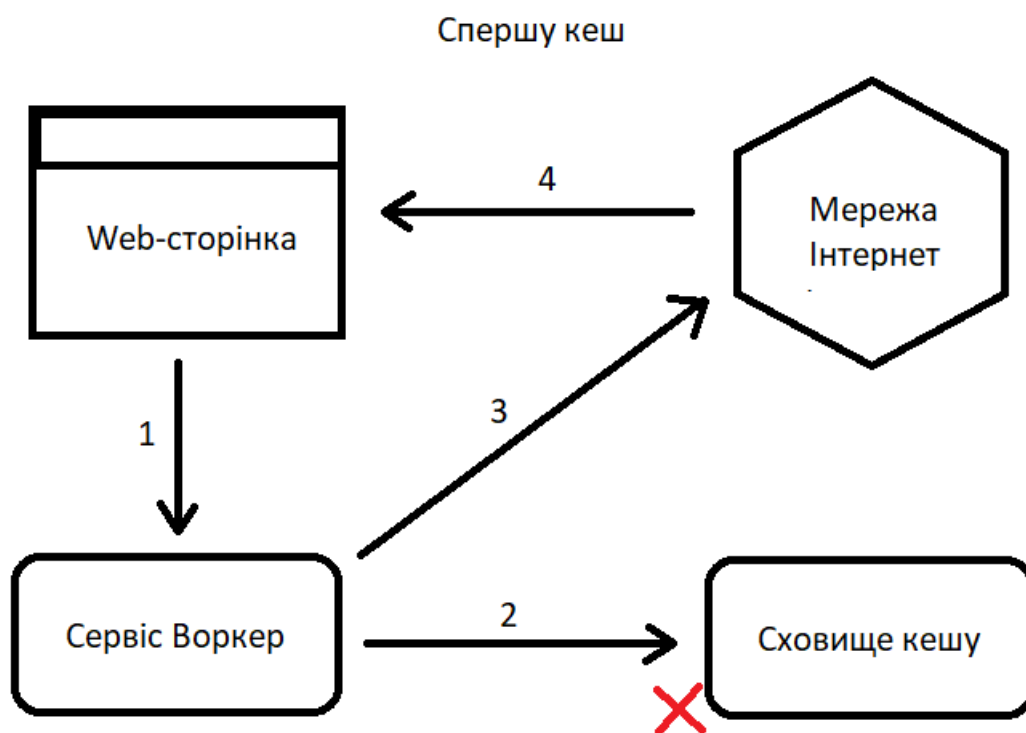 Спершу кеш
4
Web-сторінка
Мережа
Інтернет
1
3
2
Сервіс Воркер
Сховище кешу